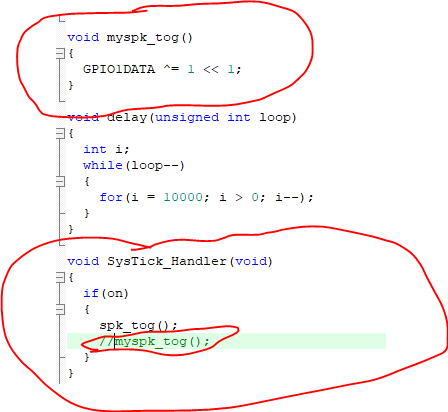 void myspk_tog()
{
GPIO1DATA ^= 1 << 1;
}
void delay(unsigned int loop)
{
int i;
while(loop--)
{
for(i = 10000; i > 0; i--);
}
}
void SysTick_Handler(void)
{
if(on)
{
spk_tog();
//myspk_tog();
}
}